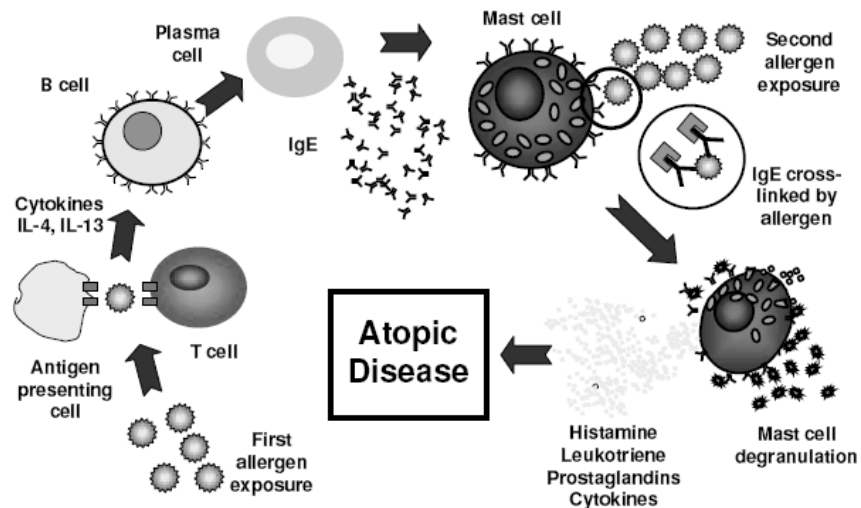 Plasma
cell
Mast cell
Second
allergen
exposure
B cell
IgE
IgE cross-
linked by
allergen
Cytokines
IL-4, IL-13
T cell
Antigen
presenting
cell
Atopic
Disease
First
allergen
exposure
Histamine
Leukotriene
Prostaglandins
Cytokines
Mast cell
degranulation